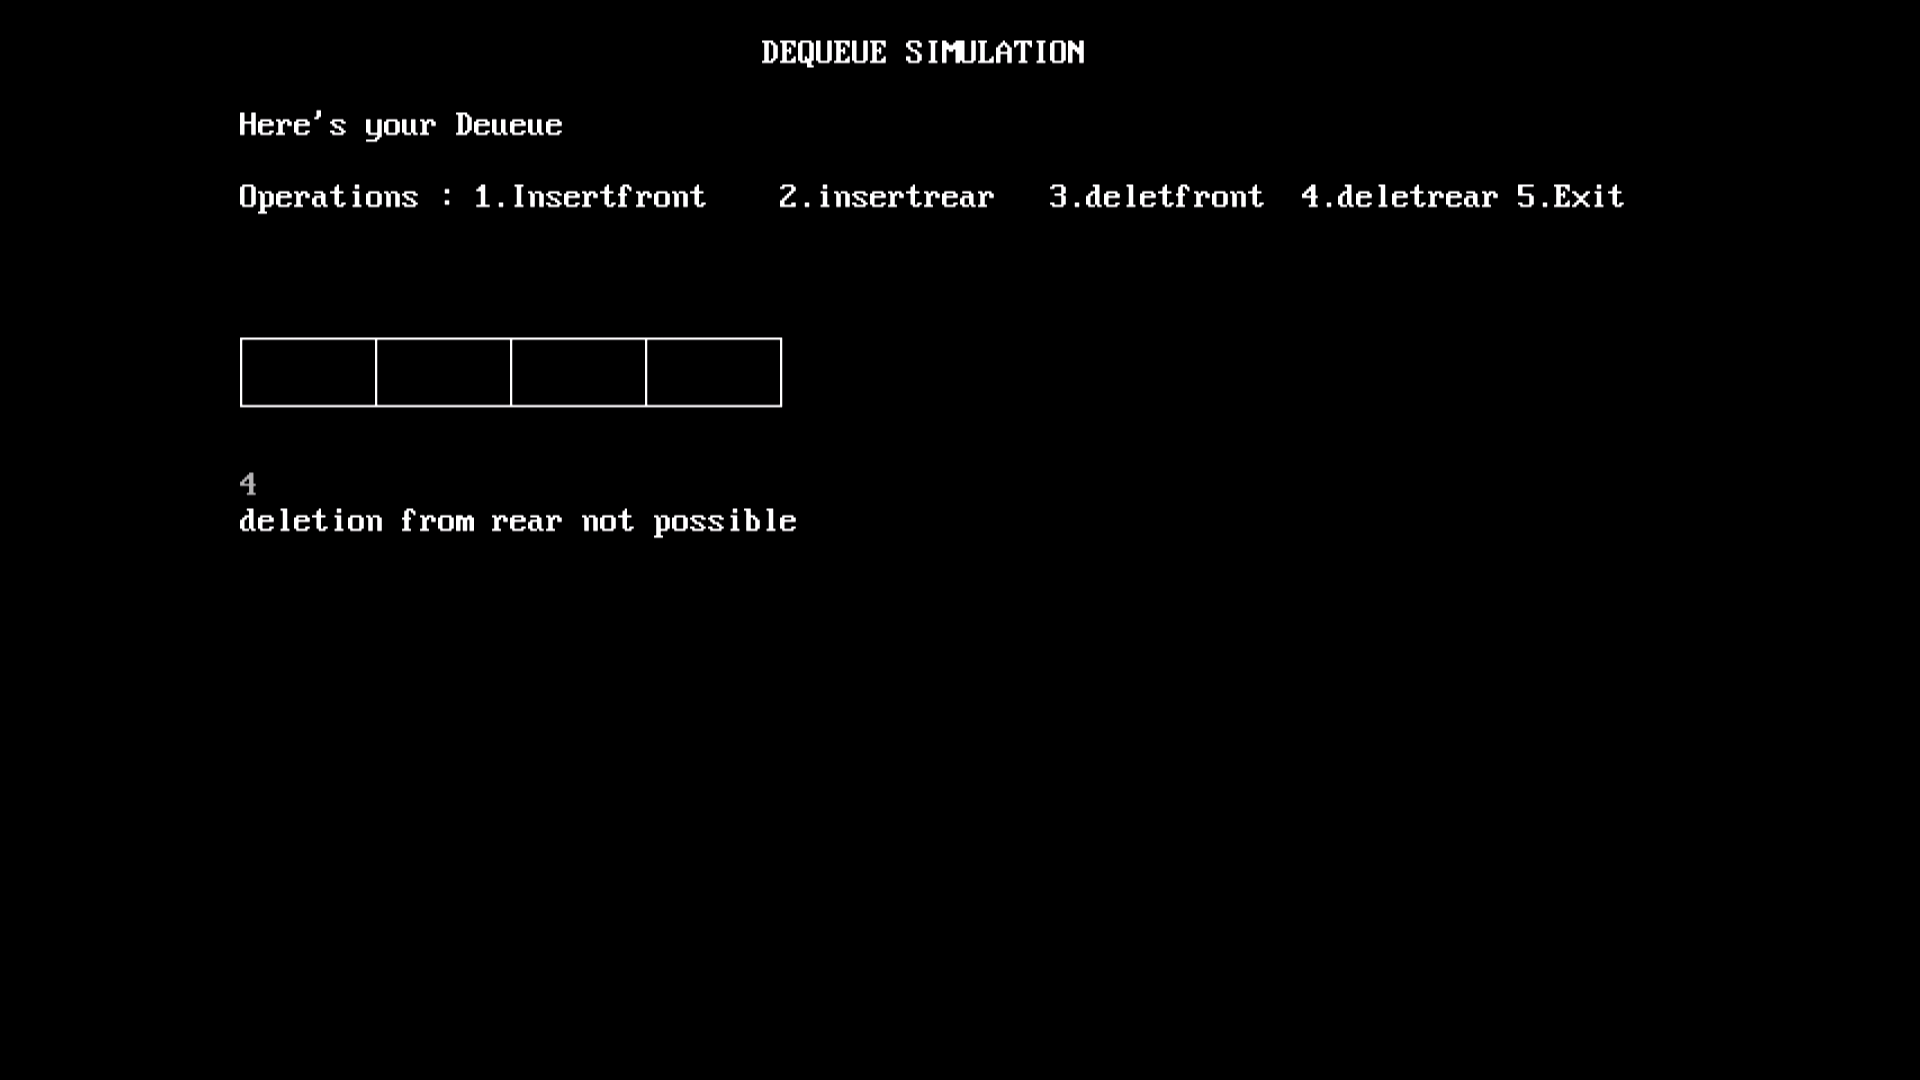 DEQUEUE SIMULATION
Here's your Deueue
Operations : 1.Insertfront 2.insertrear 3.deletfront 4.deletrear 5.Exit
4
deletion from rear not possible